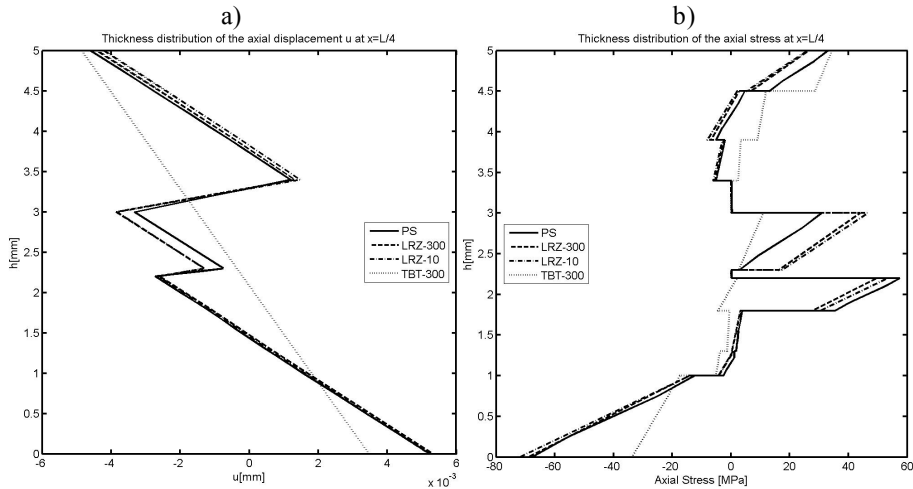 a)
Thickness distribution of the axial displacement u at x=L/4
5
4.5
4
3.5
3
2.5
2
1.5
1
0.5
0
h[mm]
PS
LRZ-300
LRZ-10
TBT-300
-6
-4
-2
0
2
4
6
x 10⁻³
u[mm]
b)
Thickness distribution of the axial stress at x=L/4
5
4.5
4
3.5
3
2.5
2
1.5
1
0.5
0
h[mm]
PS
LRZ-300
LRZ-10
TBT-300
-80
-60
-40
-20
0
20
40
60
Axial Stress [MPa]